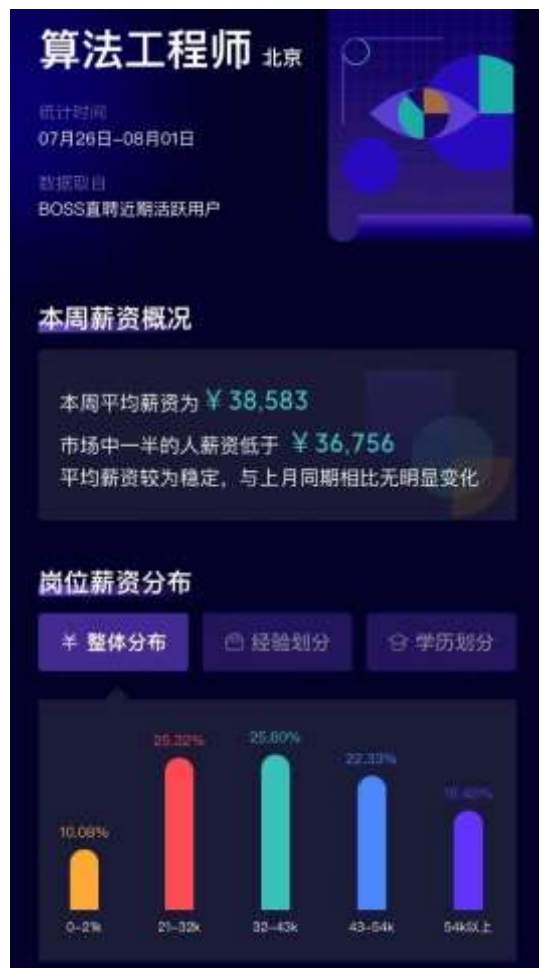 算法工程师 北京
统计时间
07月26日-08月01日
数据取自
BOSS直聘近期活跃用户
本周薪资概况
本周平均薪资为 ¥ 38,583
市场中一半的人薪资低于 ¥ 36,756
平均薪资较为稳定，与上月同期相比无明显变化
岗位薪资分布
¥ 整体分布 经验划分 学历划分
25.32% 25.80%
22.33%
10.08%
0-21k 21-32k 32-43k 43-54k 54k以上